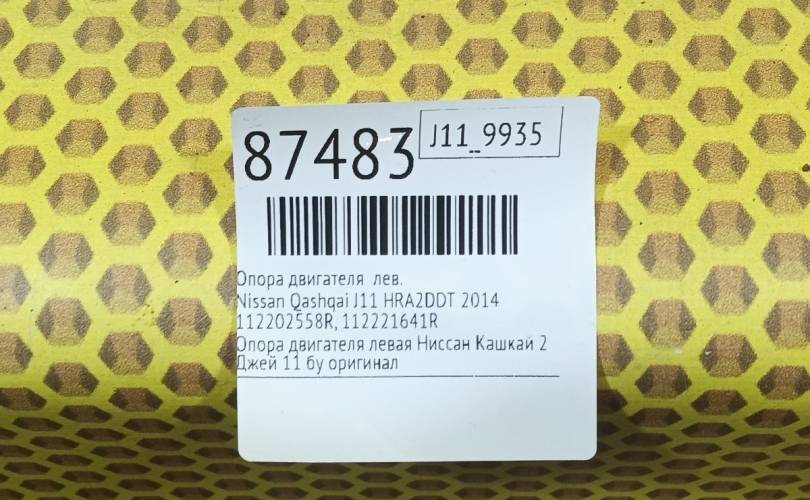 87483
J11_9935
Опора двигателя лев.
Nissan Qashqai J11 HRA2DDT 2014
112202558R, 112221641R
Опора двигателя левая Ниссан Кашкай 2
Джей 11 бу оригинал